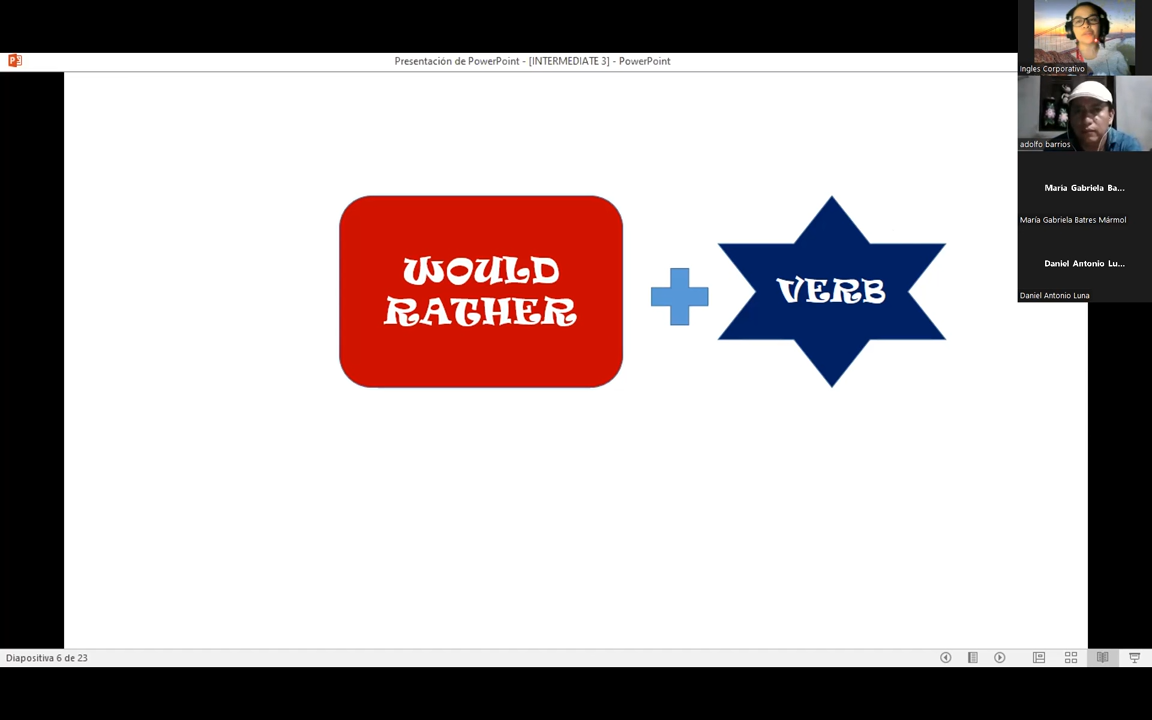 Presentación de PowerPoint - [INTERMEDIATE 3] - PowerPoint
WOULD
RATHER
VERB
Ingles Corporativo
adolfo barrios
Maria Gabriela Ba...
María Gabriela Batres Mármol
Daniel Antonio Lu...
Daniel Antonio Luna
Diapositiva 6 de 23